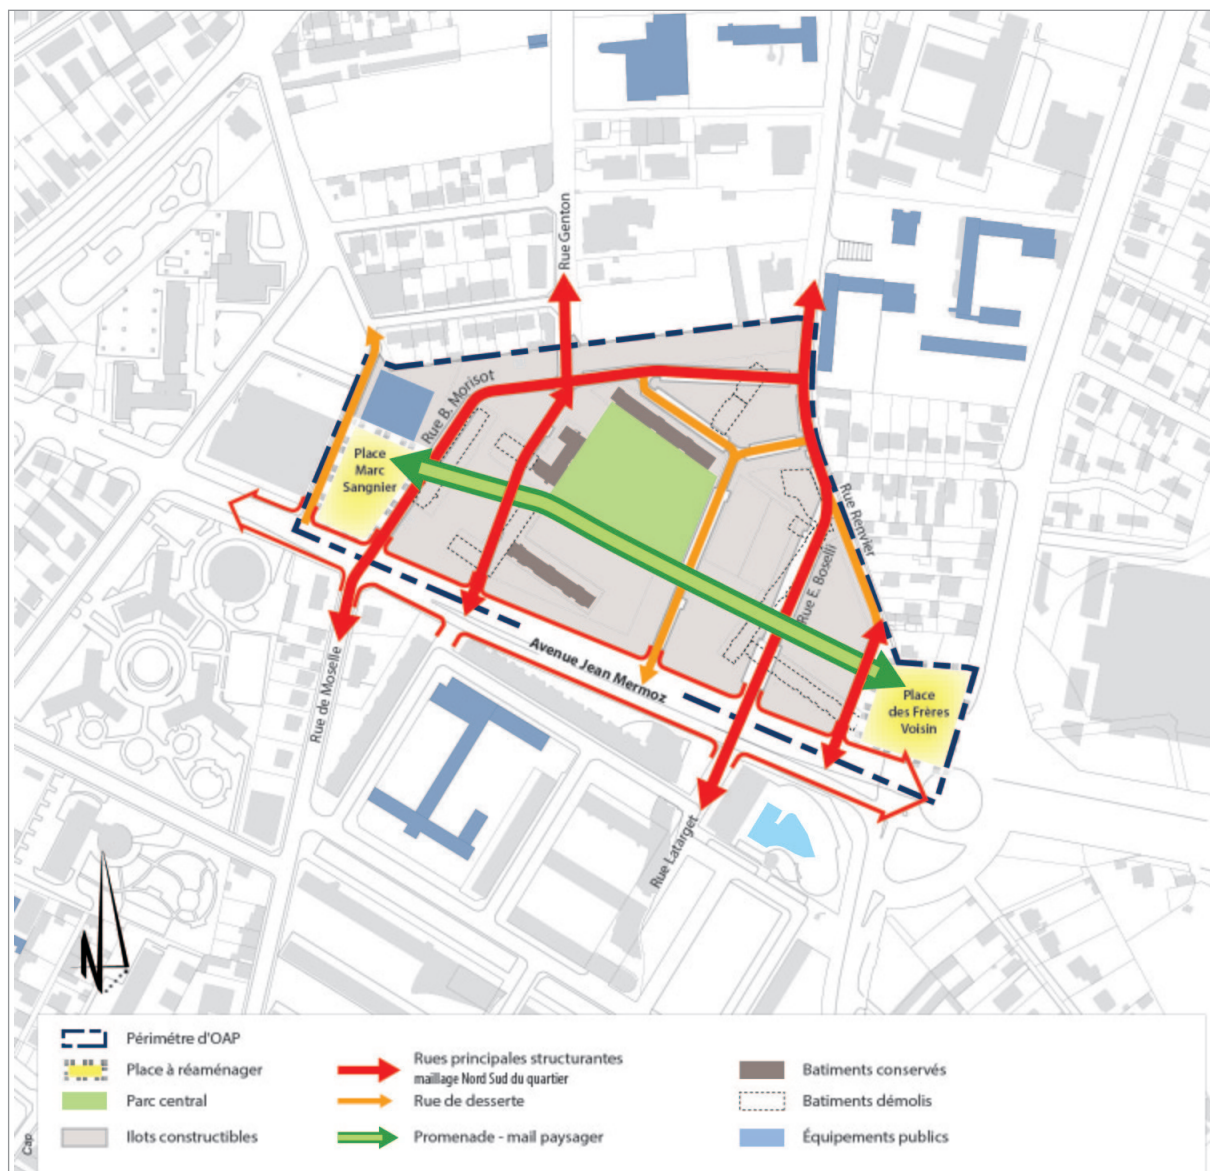 Rue Genton
Rue B. Morisot
Place
Marc
Sangnier
Rue Renvier
Rue E. Boselli
Avenue Jean Mermoz
Rue de Moselle
Place
des Frères
Voisin
Rue Latarget
N
Périmétre d'OAP
Place à réaménager
Parc central
Ilots constructibles
Rues principales structurantes
maillage Nord Sud du quartier
Rue de desserte
Promenade - mail paysager
Batiments conservés
Batiments démolis
Équipements publics
Cap